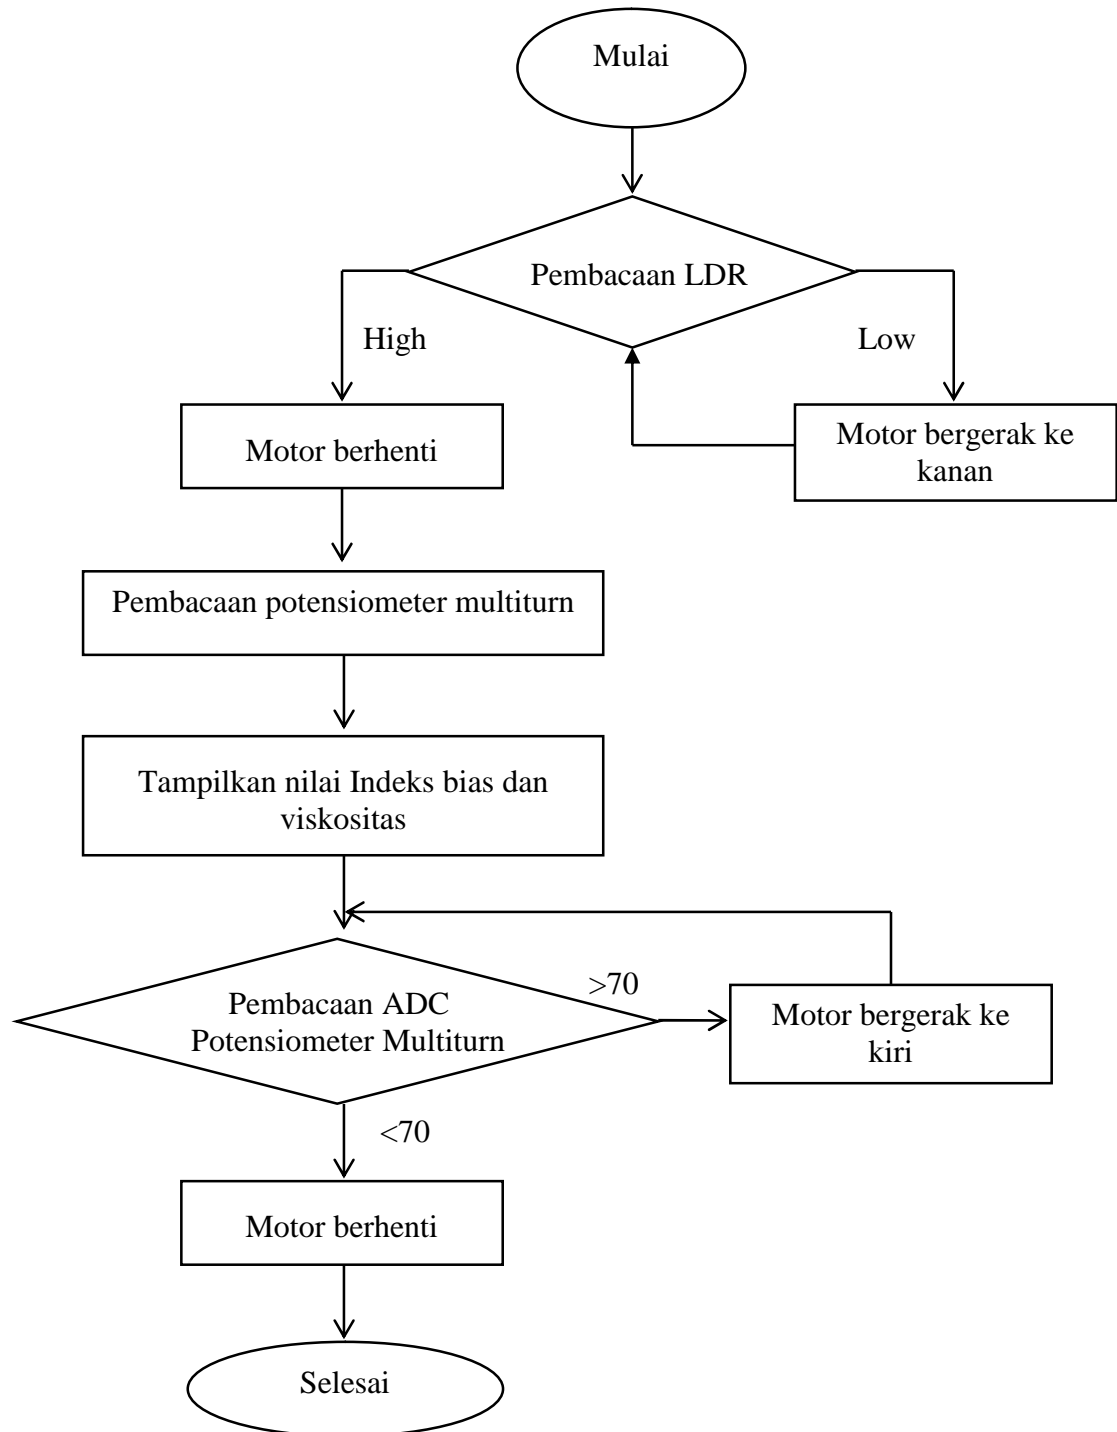 Mulai
Pembacaan LDR
High
Low
Motor berhenti
Motor bergerak ke
kanan
Pembacaan potensiometer multiturn
Tampilkan nilai Indeks bias dan
viskositas
Pembacaan ADC
Potensiometer Multiturn
>70
Motor bergerak ke
kiri
<70
Motor berhenti
Selesai